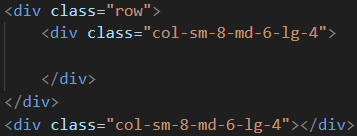 <div class="row">
    <div class="col-sm-8-md-6-lg-4">
    </div>
</div>
<div class="col-sm-8-md-6-lg-4"></div>